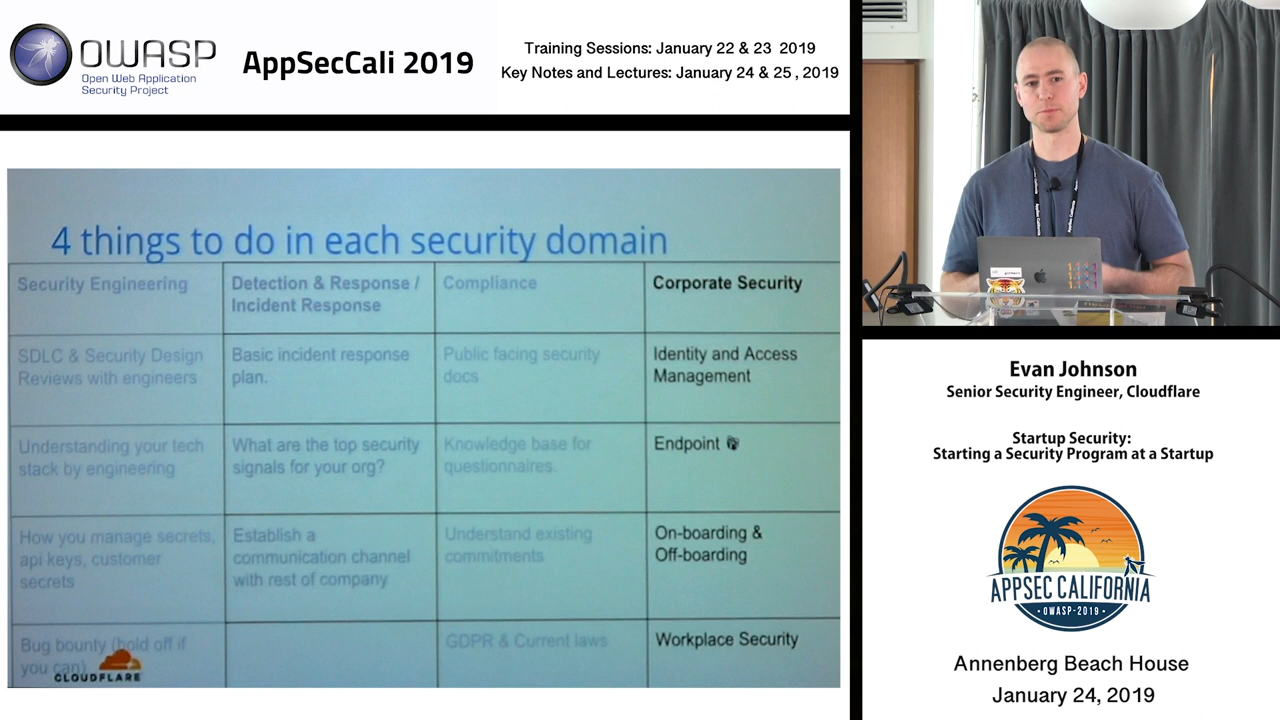 OWASP
Open Web Application
Security Project
AppSecCali 2019
Training Sessions: January 22 & 23 2019
Key Notes and Lectures: January 24 & 25 , 2019
4 things to do in each security domain
Security Engineering
Detection & Response /
Incident Response
Compliance
Corporate Security
SDLC & Security Design
Reviews with engineers
Basic incident response
plan.
Public facing security
docs
Identity and Access
Management
Understanding your tech
stack by engineering
What are the top security
signals for your org?
Knowledge base for
questionnaires.
Endpoint
How you manage secrets,
api keys, customer
secrets
Establish a
communication channel
with rest of company
Understand existing
commitments
On-boarding &
Off-boarding
Bug bounty (hold off if
you can)
GDPR & Current laws
Workplace Security
CLOUDFLARE
Evan Johnson
Senior Security Engineer, Cloudflare
Startup Security:
Starting a Security Program at a Startup
APPSEC CALIFORNIA
OWASP-2019
Annenberg Beach House
January 24, 2019